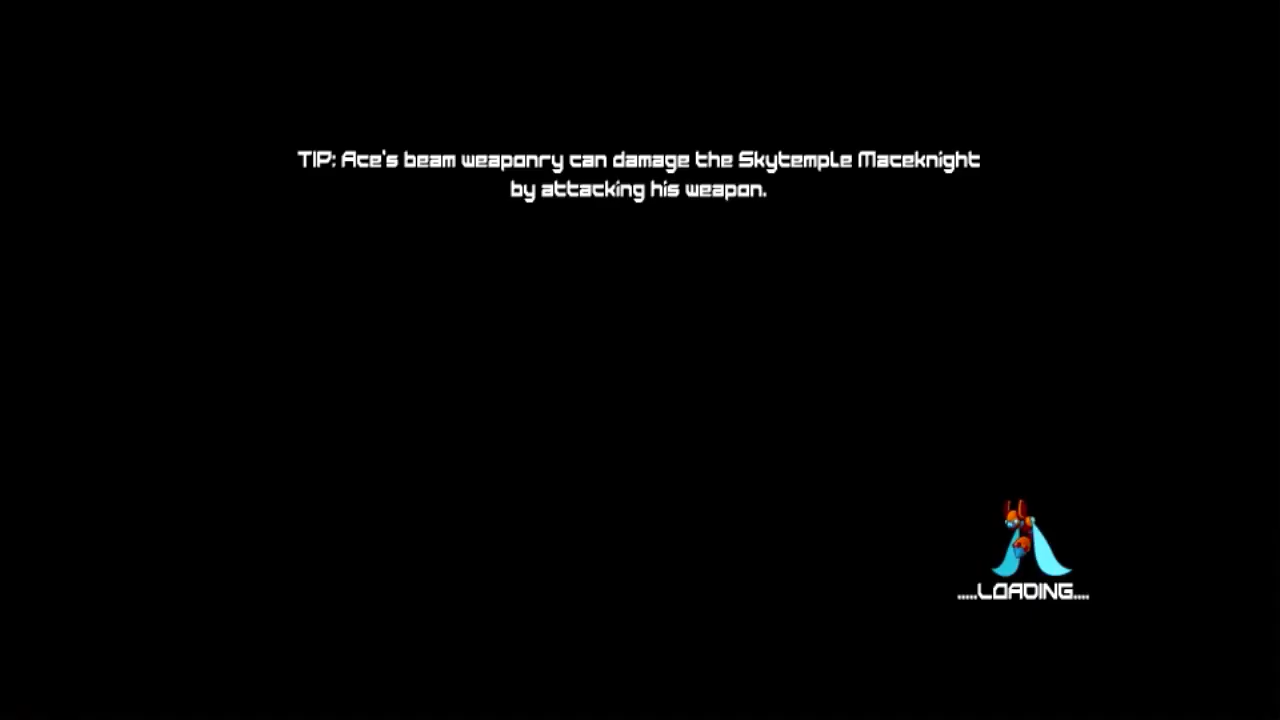 TIP: Ace's beam weaponry can damage the Skytemple Maceknight
by attacking his weapon.
.....LOADING....